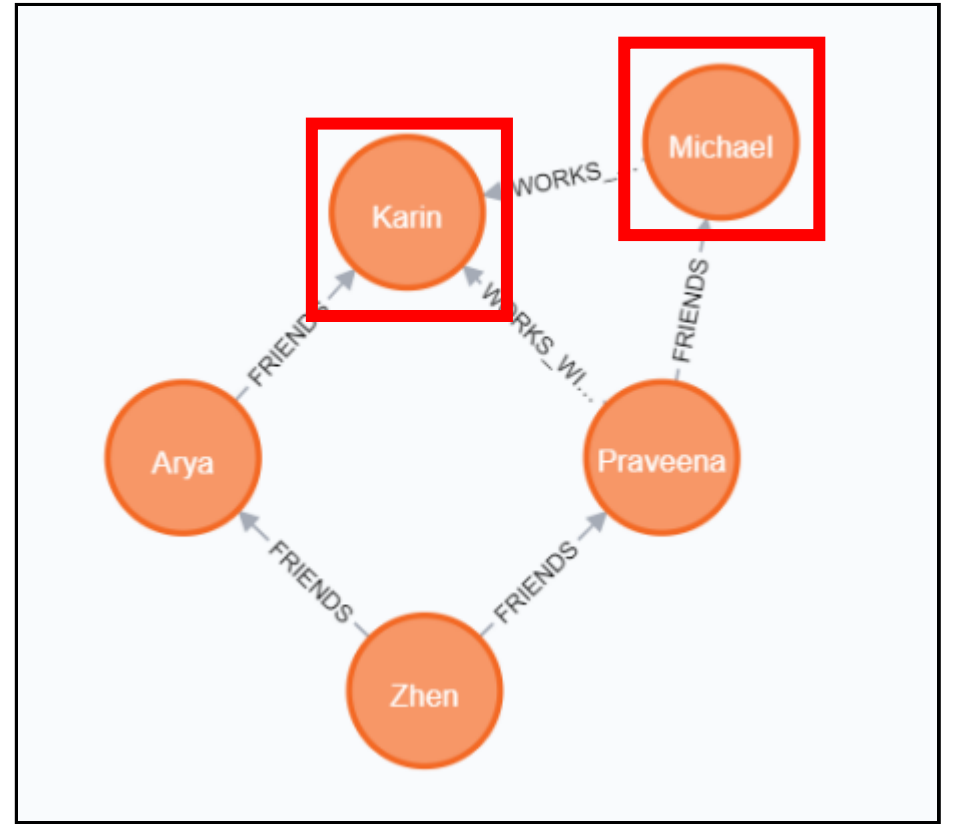 Michael
WORKS_...
Karin
WORKS_WI...
FRIENDS
FRIENDS
Arya
Praveena
FRIENDS
FRIENDS
Zhen